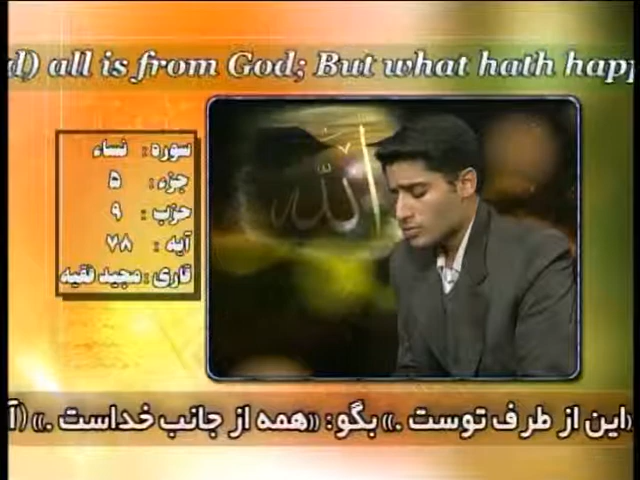 d) all is from God; But what hath happ
سوره : نساء
جزء : ۵
حزب : ۹
آیه : ۷۸
قاری : مجید فقیه
الله
«این از طرف توست .» بگو : «همه از جانب خداست .» (آ